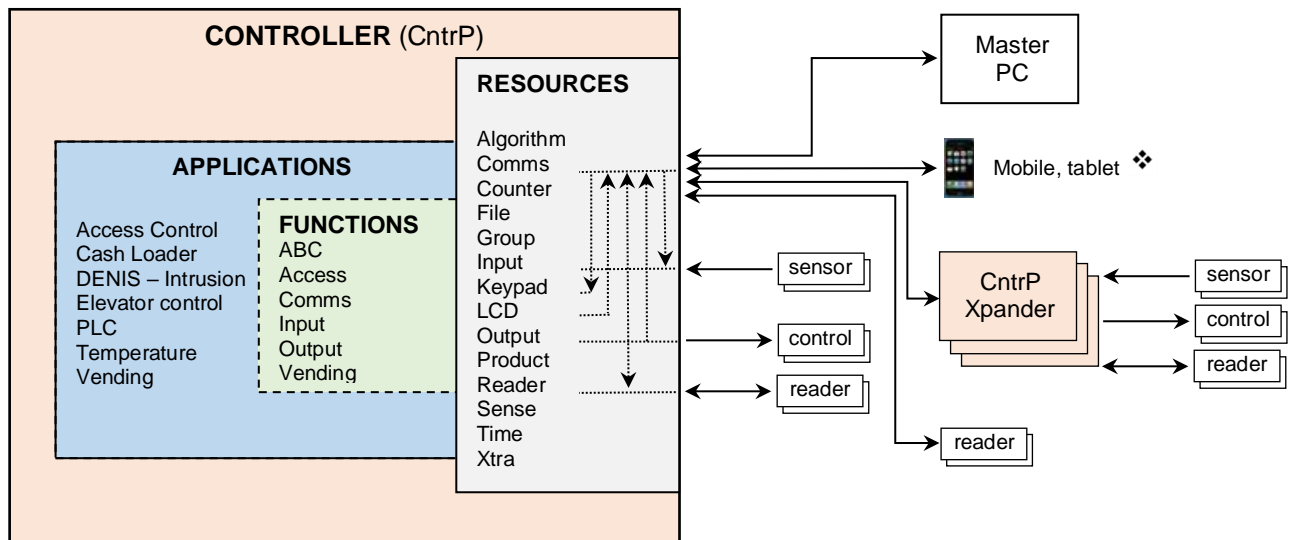 CONTROLLER (CntrP)
RESOURCES
Algorithm
Comms
Counter
File
Group
Input
Keypad
LCD
Output
Product
Reader
Sense
Time
Xtra
APPLICATIONS
Access Control
Cash Loader
DENIS – Intrusion
Elevator control
PLC
Temperature
Vending
FUNCTIONS
ABC
Access
Comms
Input
Output
Vending
Master
PC
Mobile, tablet ❖
sensor
control
reader
CntrP
Xpander
sensor
control
reader
reader